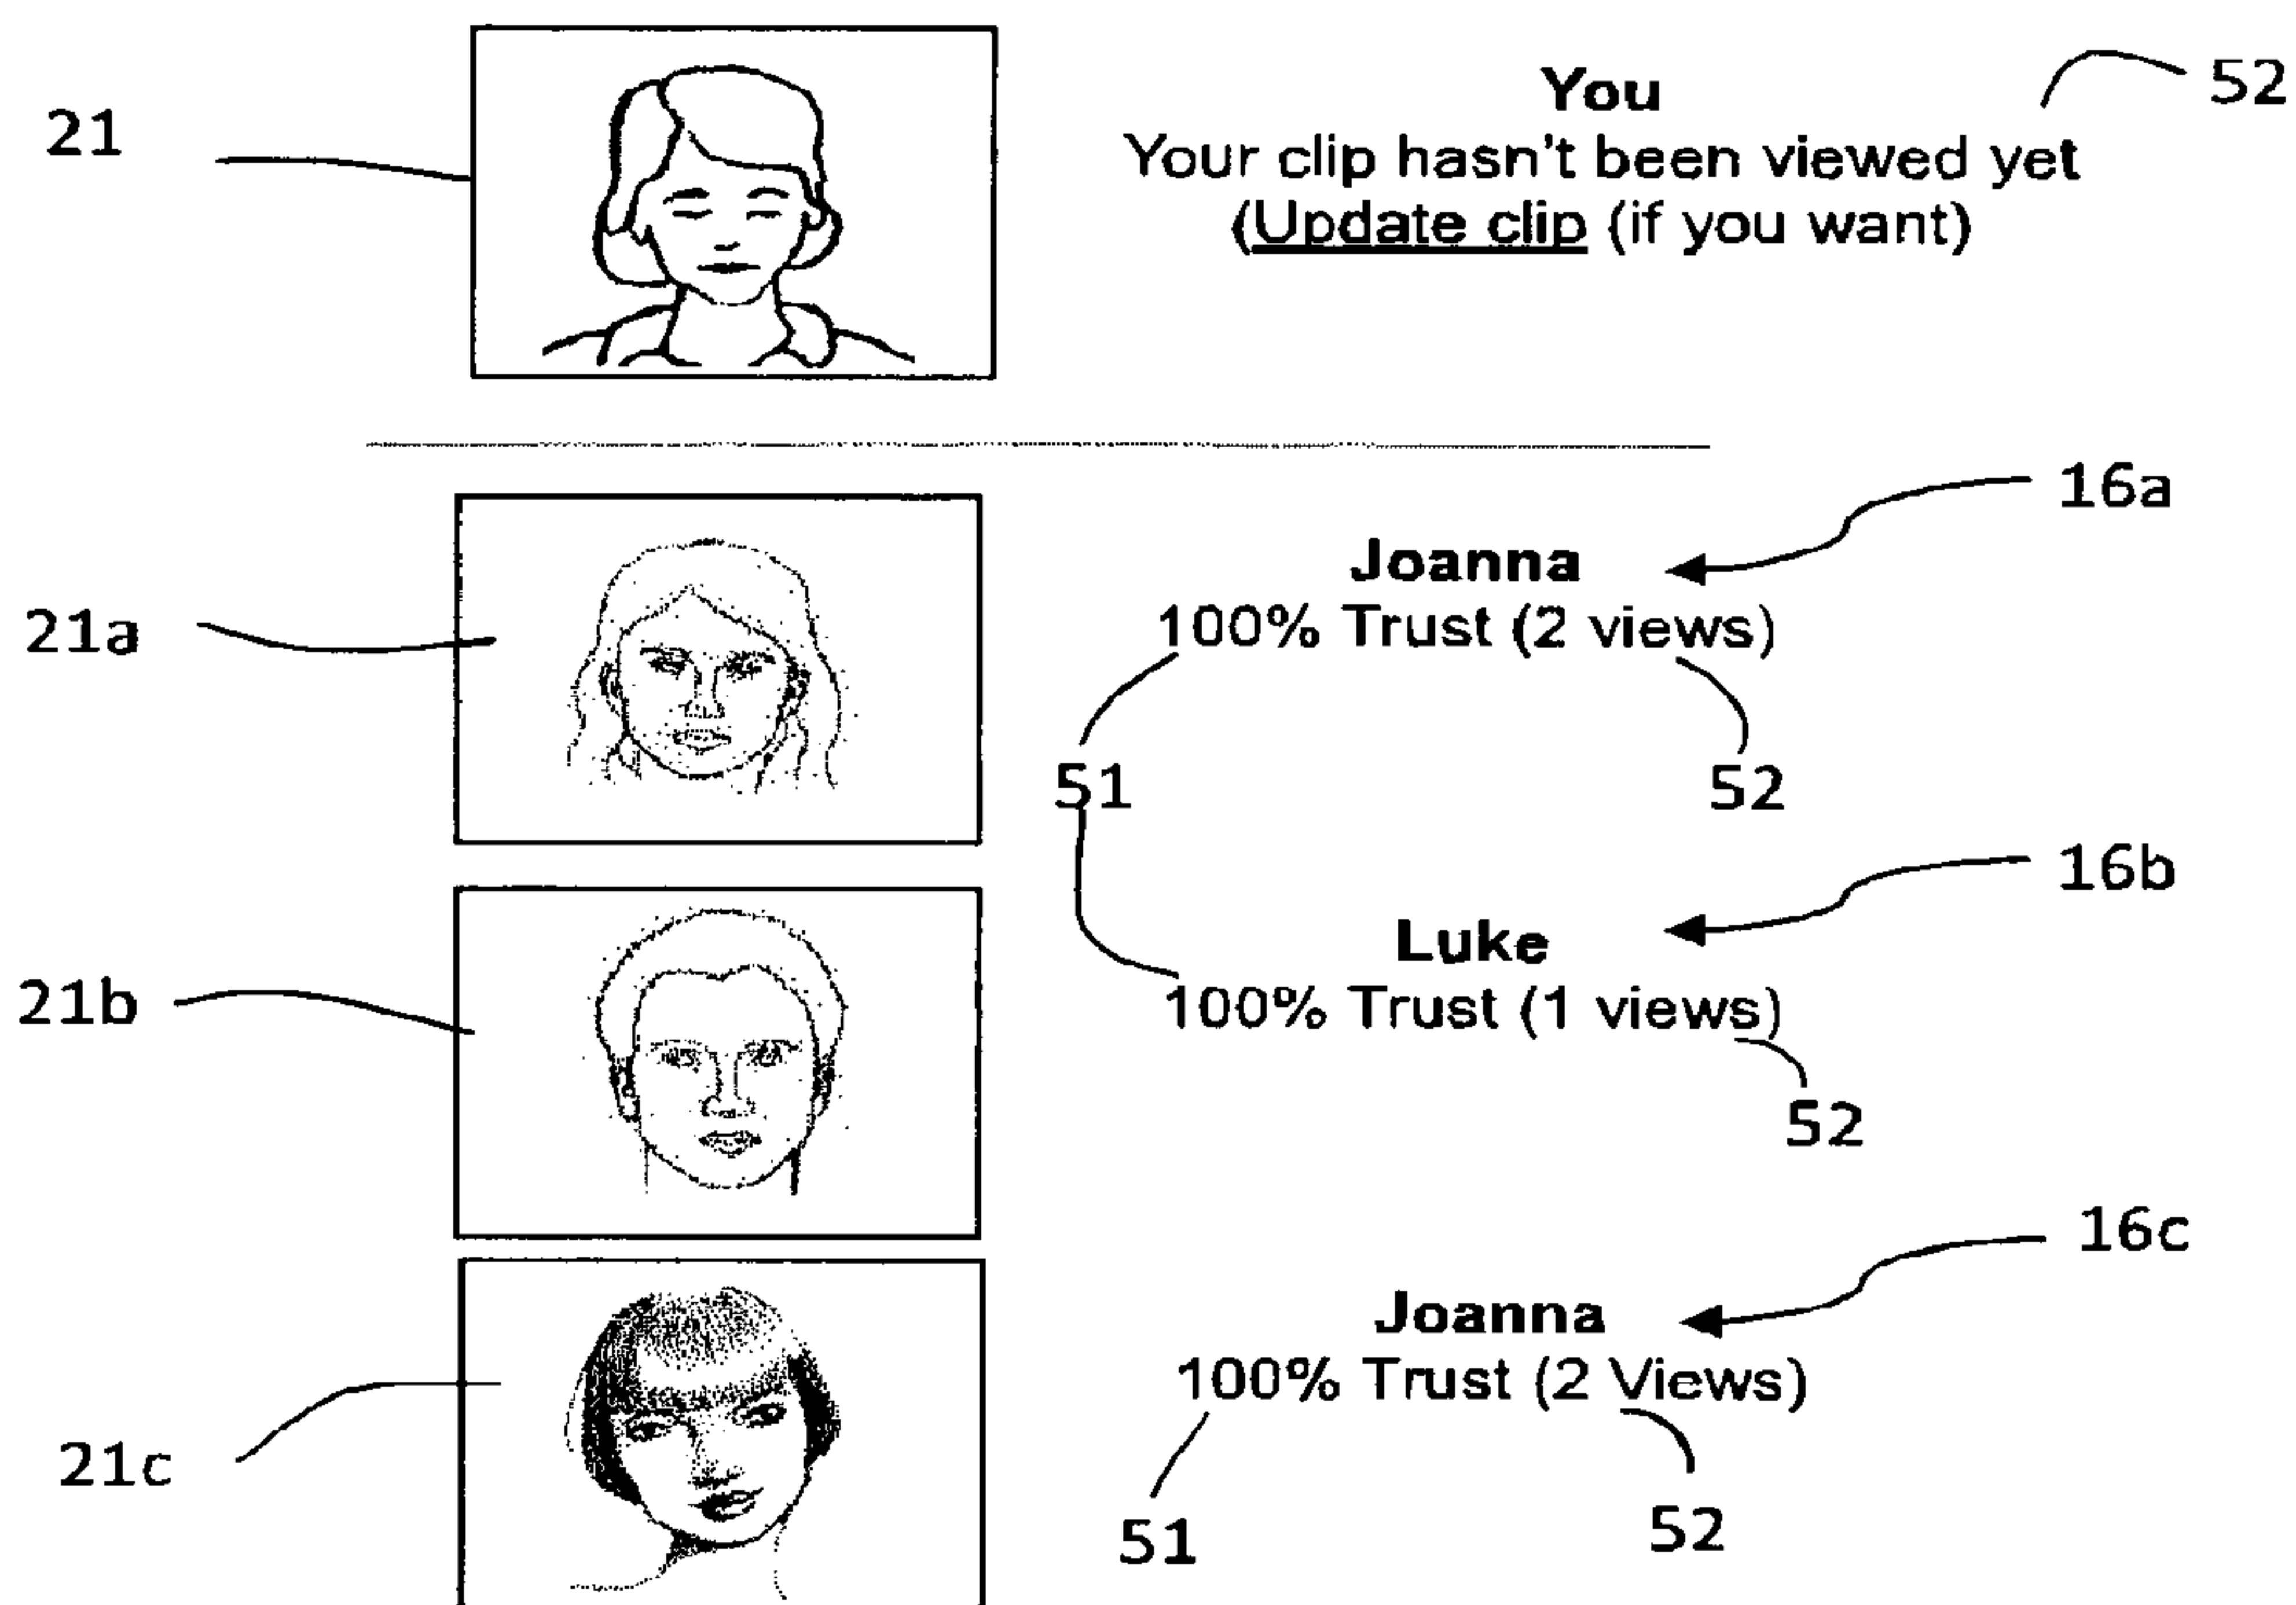 21
You
52
Your clip hasn't been viewed yet
(Update clip (if you want)
16a
Joanna
21a
100% Trust (2 views)
51
52
16b
Luke
21b
100% Trust (1 views)
52
16c
Joanna
100% Trust (2 Views)
21c
51
52